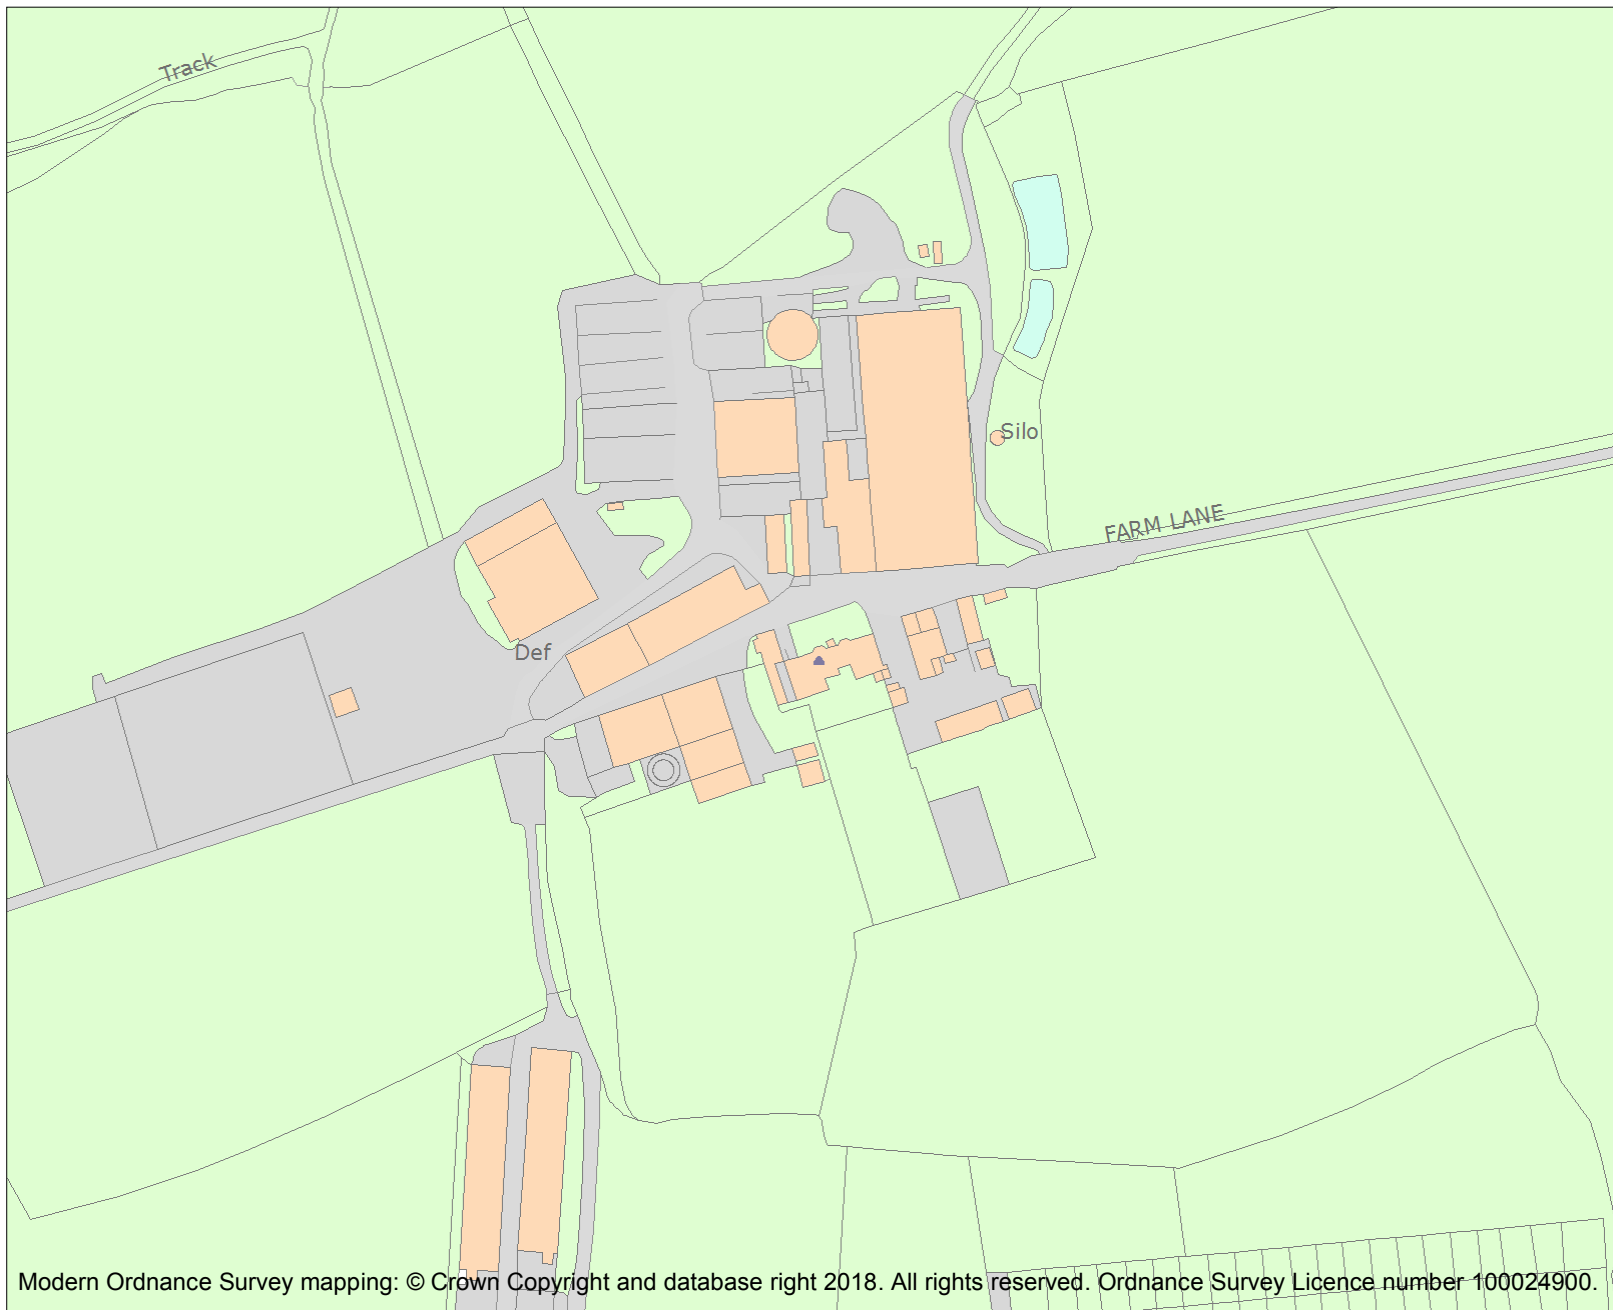 Track
Silo
FARM LANE
Def
Modern Ordnance Survey mapping: © Crown Copyright and database right 2018. All rights reserved. Ordnance Survey Licence number 100024900.